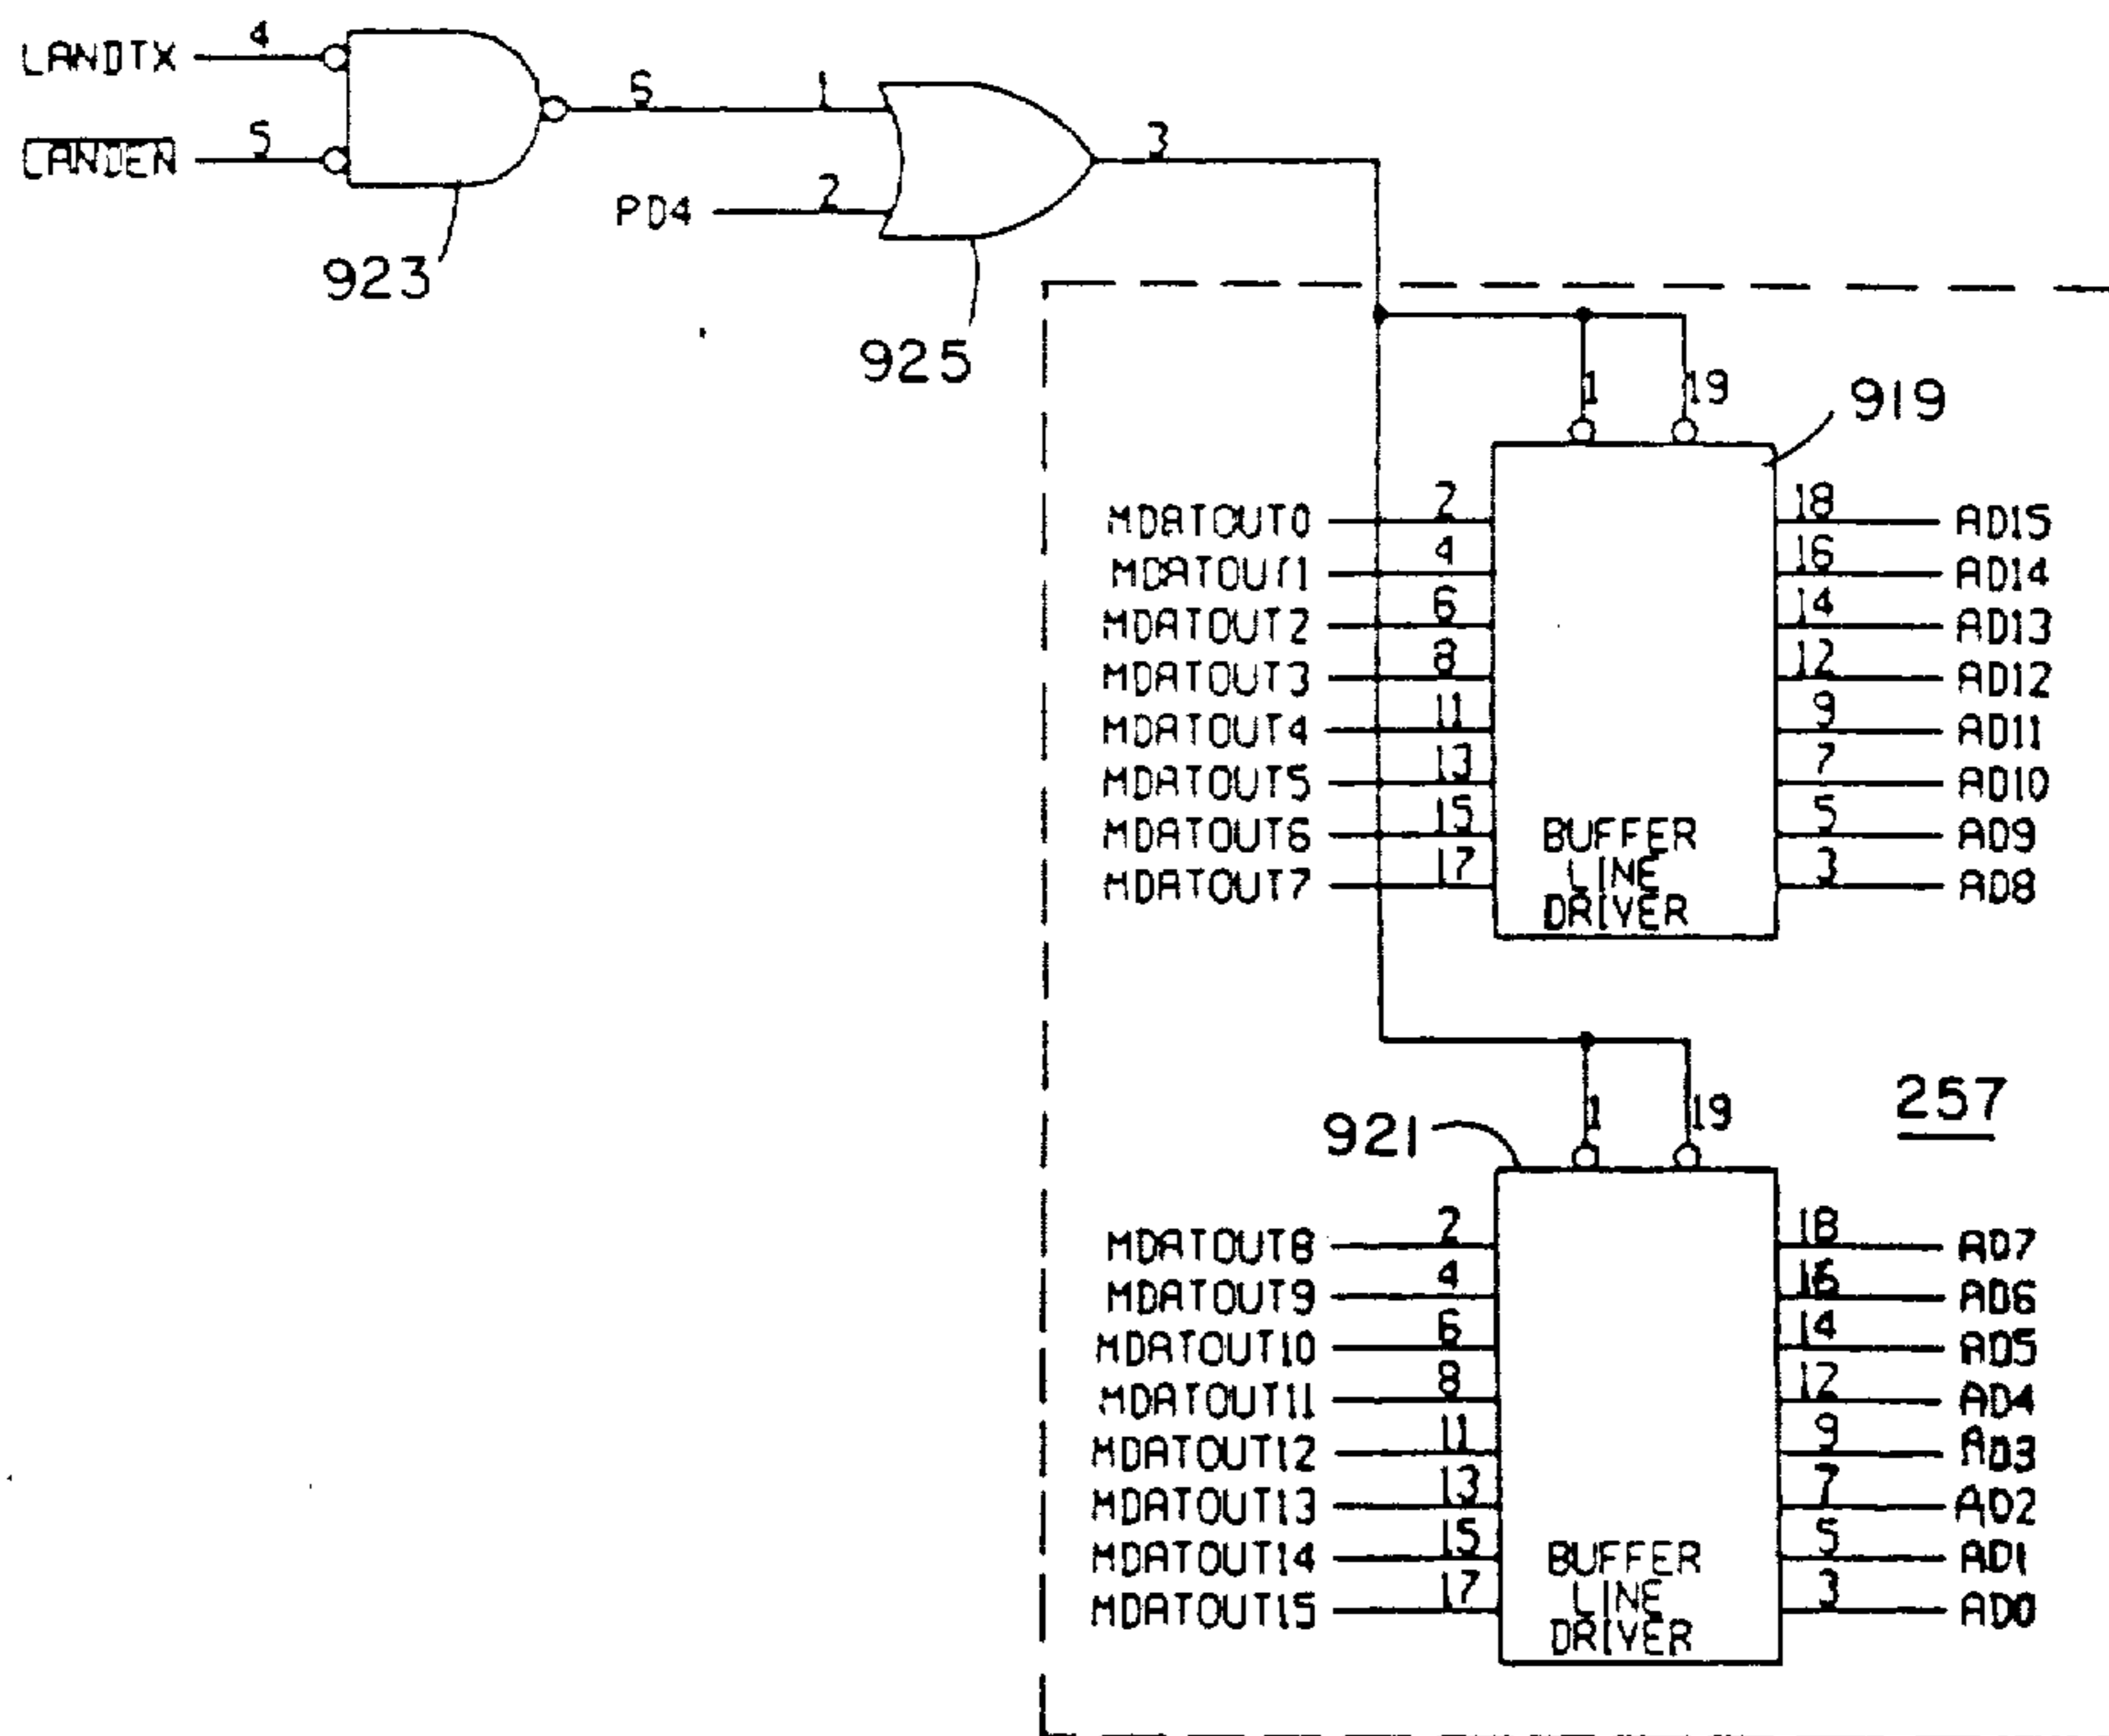 LANDTX 4
LANDEN 5
6 1
PD4 2
3
923
925
1 19
919
MDATOUT0 2 18 AD15
MDATOUT1 4 16 AD14
MDATOUT2 6 14 AD13
MDATOUT3 8 12 AD12
MDATOUT4 11 9 AD11
MDATOUT5 13 7 AD10
MDATOUT6 15 5 AD9
MDATOUT7 17 3 AD8
BUFFER
LINE
DRIVER
257
921
1 19
MDATOUT8 2 18 AD7
MDATOUT9 4 16 AD6
MDATOUT10 6 14 AD5
MDATOUT11 8 12 AD4
MDATOUT12 11 9 AD3
MDATOUT13 13 7 AD2
MDATOUT14 15 5 AD1
MDATOUT15 17 3 AD0
BUFFER
LINE
DRIVER